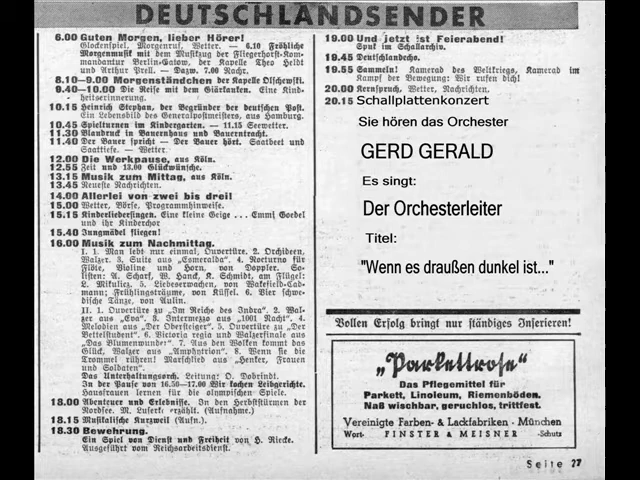 DEUTSCHLANDSENDER
6.00 Guten Morgen, lieber Hörer!
Glockenspiel, Morgenruf. Wetter. — 6.10 Fröhliche
Morgenmusik mit dem Musikzug der Fliegerhorst-Kom-
mandantur Berlin-Gatow, der Kapelle Theo Heldt
und Arthur Prell. — Dazw. 7.00 Nachr.
8.10—9.00 Morgenständchen der Kapelle Olschewski.
9.40—10.00 Die Reise mit dem Giärkasten. Eine Kind-
heitserinnerung.
10.15 Heinrich Stephan, der Begründer der deutschen Post.
Ein Lebensbild des Generalpostmeisters, aus Hamburg.
10.45 Spielturnen im Kindergarten. — 11.15 Seewetter.
11.30 Blaudruck in Bauernhaus und Bauerntracht.
11.40 Der Bauer spricht — Der Bauer hört. Saatbeet und
Saattiefe. — Wetter.
12.00 Die Werkpause, aus Köln.
12.55 Zeit und 13.00 Glückwünsche.
13.15 Musik zum Mittag, aus Köln.
13.45 Neueste Nachrichten.
14.00 Allerlei von zwei bis drei!
15.00 Wetter, Börse, Programmhinweise.
15.15 Kinderliedersingen. Eine kleine Geige ... Emmi Goedel
und ihr Kinderchor
15.40 Jungmädel fliegen!
16.00 Musik zum Nachmittag.
I. 1. Man lebt nur einmal, Ouvertüre. 2. Orchideen,
Walzer. 3. Suite aus „Esmeralda". 4. Nocturno für
Flöte, Violine und Horn, von Doppler. So-
listen: A. Scharf, W. Hand, K. Schmidt, am Flügel:
L. Mikulicz. 5. Liebeserwachen, von Wakefield-Cad-
mann; Frühlingsträume, von Küssel. 6. Vier schwe-
dische Tänze, von Aulin.
II. 1. Ouvertüre zu „Im Reiche des Indra". 2. Wal-
zer aus „Eva". 3. Intermezzo aus „1001 Nacht". 4.
Melodien aus „Der Obersteiger". 5. Ouvertüre zu „Der
Bettelstudent". 6. Victoria regia und Walzerfinale aus
„Das Blumenwunder". 7. Aus den Wolken kommt das
Glück, Walzer aus „Amphitrion". 8. Wenn sie die
Trommel rühren! Marschlied aus „Henker, Frauen
und Soldaten".
Das Unterhaltungsorch. Leitung: O. Dobrindt.
In der Pause von 16.50—17.00 Wir kochen Leibgerichte.
Hausfrauen lernen für die olympischen Spiele.
18.00 Abenteuer und Erlebnisse. In den Herbststürmen der
Nordsee. M. Luserke erzählt. (Aufnahme.)
18.15 Musikalische Kurzweil (Aufn.).
18.30 Bewehrung.
Ein Spiel von Dienst und Freiheit von H. Riecke.
Ausgeführt vom Reichsarbeitsdienst.
19.00 Und jetzt ist Feierabend!
Spuk im Schallarchiv.
19.45 Deutschlandecho.
19.55 Sammeln! Kamerad des Weltkriegs, Kamerad im
Kampf der Bewegung: Wir rufen dich!
20.00 Kernspruch, Wetter, Nachrichten.
20.15 Schallplattenkonzert
Sie hören das Orchester
GERD GERALD
Es singt:
Der Orchesterleiter
Titel:
"Wenn es draußen dunkel ist..."
Vollen Erfolg bringt nur ständiges Inserieren!
„Parkettrose"
Das Pflegemittel für
Parkett, Linoleum, Riemenböden.
Naß wischbar, geruchlos, trittfest.
Vereinigte Farben- & Lackfabriken - München
Wort- FINSTER & MEISNER -Schutz
Seite 27